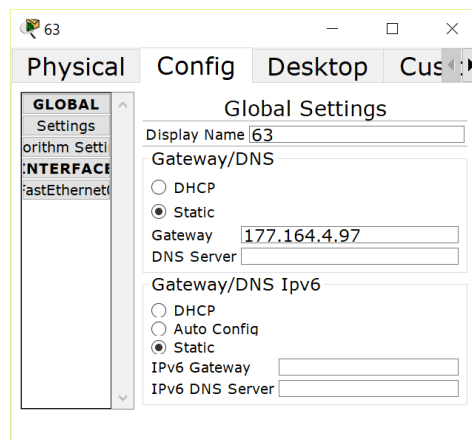 63
Physical Config Desktop Cus
GLOBAL
Settings
orithm Setti
INTERFACE
FastEthernet0
Global Settings
Display Name 63
Gateway/DNS
DHCP
Static
Gateway 177.164.4.97
DNS Server
Gateway/DNS Ipv6
DHCP
Auto Config
Static
IPv6 Gateway
IPv6 DNS Server